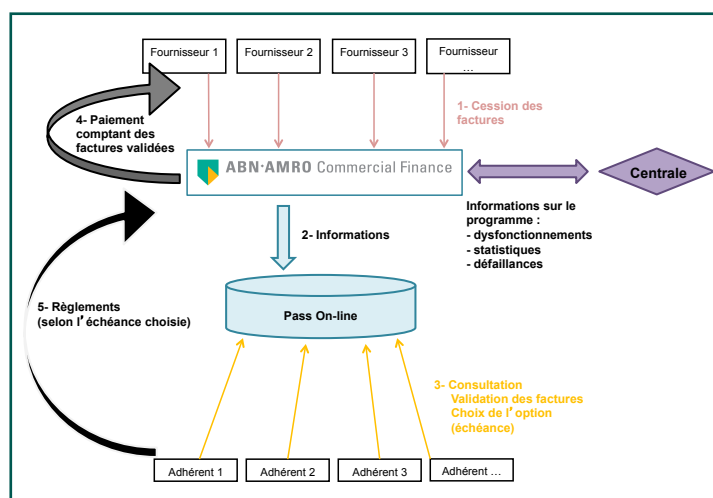 Fournisseur 1
Fournisseur 2
Fournisseur 3
Fournisseur
...
1- Cession des
factures
4- Paiement
comptant des
factures validées
ABN·AMRO Commercial Finance
Centrale
Informations sur le
programme :
- dysfonctionnements
- statistiques
- défaillances
2- Informations
5- Règlements
(selon l'échéance choisie)
Pass On-line
3- Consultation
Validation des factures
Choix de l'option
(échéance)
Adhérent 1
Adhérent 2
Adhérent 3
Adhérent ...